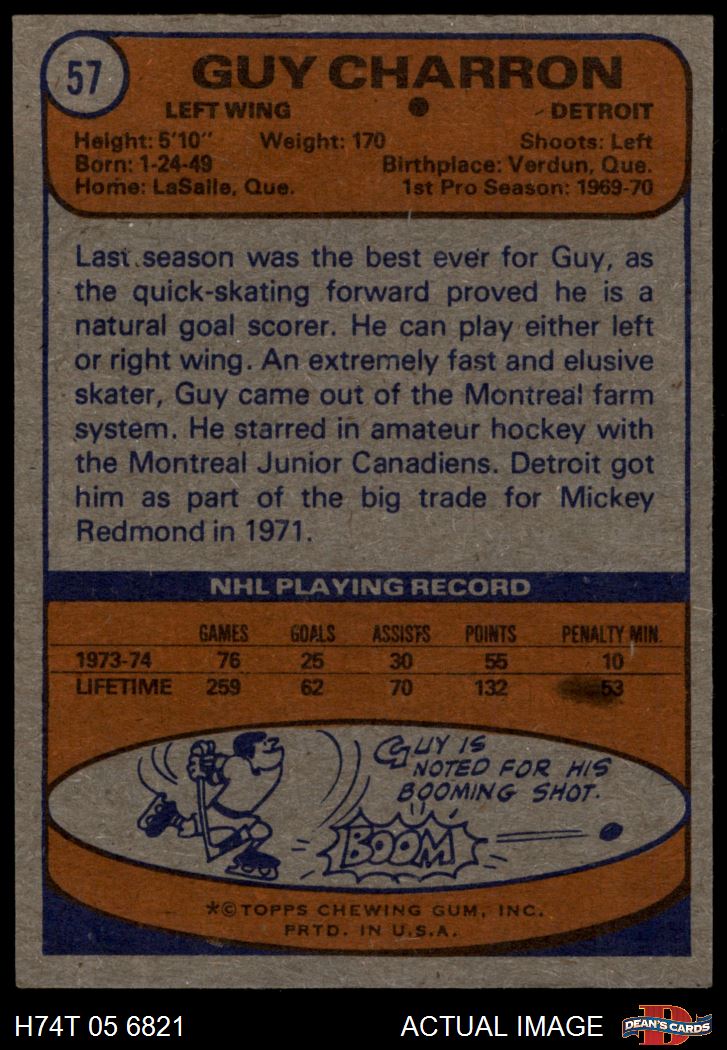 57
GUY CHARRON
LEFT WING • DETROIT
Height: 5'10" Weight: 170 Shoots: Left
Born: 1-24-49 Birthplace: Verdun, Que.
Home: LaSalle, Que. 1st Pro Season: 1969-70
Last season was the best ever for Guy, as
the quick-skating forward proved he is a
natural goal scorer. He can play either left
or right wing. An extremely fast and elusive
skater, Guy came out of the Montreal farm
system. He starred in amateur hockey with
the Montreal Junior Canadiens. Detroit got
him as part of the big trade for Mickey
Redmond in 1971.
NHL PLAYING RECORD
GAMES GOALS ASSISTS POINTS PENALTY MIN.
1973-74 76 25 30 55 10
LIFETIME 259 62 70 132 53
GUY IS
NOTED FOR HIS
BOOMING SHOT.
BOOM
*©TOPPS CHEWING GUM, INC.
PRTD. IN U.S.A.
H74T 05 6821 ACTUAL IMAGE D DEAN'S CARDS